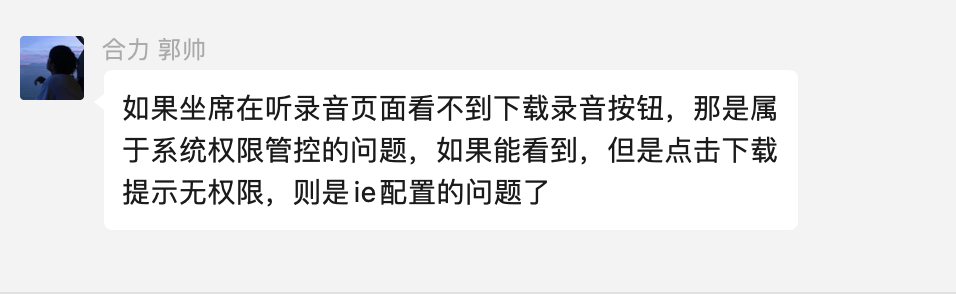 合力 郭帅
如果坐席在听录音页面看不到下载录音按钮，那是属
于系统权限管控的问题，如果能看到，但是点击下载
提示无权限，则是ie配置的问题了